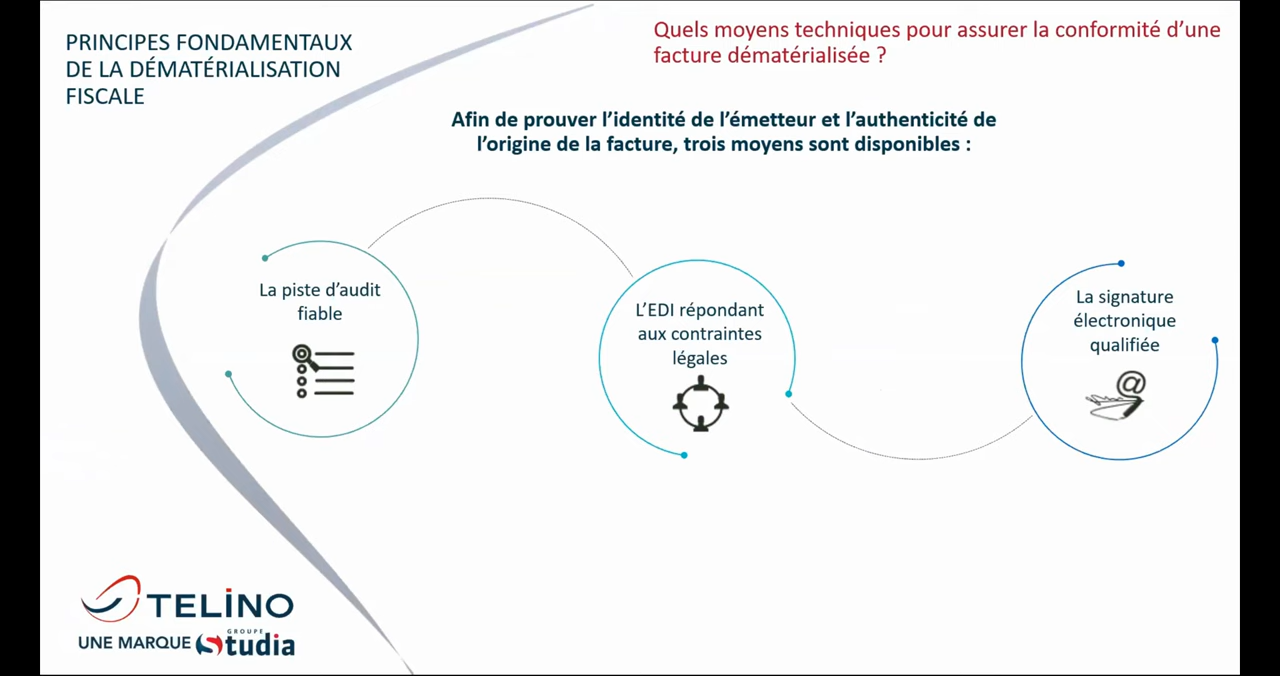 PRINCIPES FONDAMENTAUX
DE LA DÉMATÉRIALISATION
FISCALE
Quels moyens techniques pour assurer la conformité d’une
facture dématérialisée ?
Afin de prouver l’identité de l’émetteur et l’authenticité de
l’origine de la facture, trois moyens sont disponibles :
La piste d’audit
fiable
L’EDI répondant
aux contraintes
légales
La signature
électronique
qualifiée
@
TELINO
UNE MARQUE
GROUPE
Studia